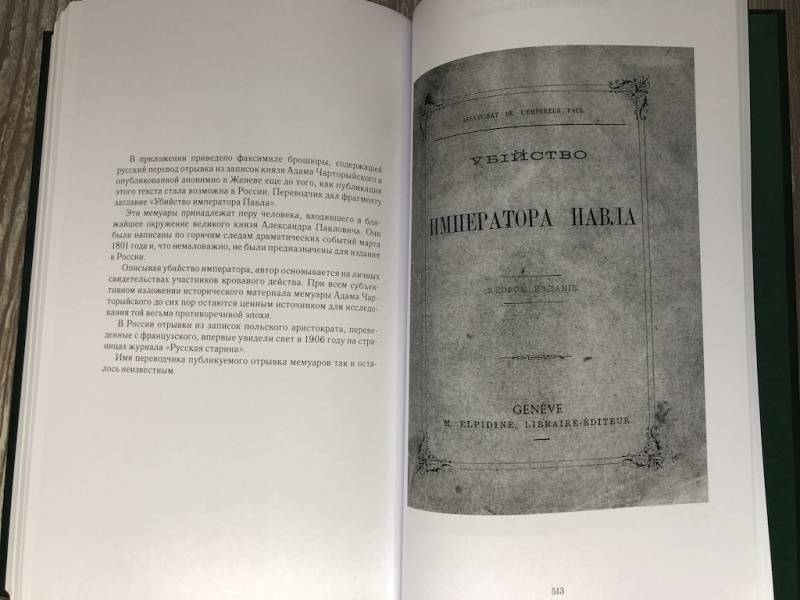 В приложении приведено факсимиле брошюры, содержащей
русский перевод отрывка из записок князя Адама Чарторыйского и
опубликованной анонимно в Женеве еще до того, как публикация
этого текста стала возможна в России. Переводчик дал фрагменту
заглавие «Убийство императора Павла».
Эти мемуары принадлежат перу человека, входившего в бли-
жайшее окружение великого князя Александра Павловича. Они
были написаны по горячим следам драматических событий марта
1801 года и, что немаловажно, не были предназначены для издания
в России.
Описывая убийство императора, автор основывается на личных
свидетельствах участников кровавого действа. При всем субъек-
тивном изложении исторического материала мемуары Адама Чар-
торыйского до сих пор остаются ценным источником для исследова-
ния той весьма противоречивой эпохи.
В России отрывки из записок польского аристократа, переве-
денные с французского, впервые увидели свет в 1906 году на стра-
ницах журнала «Русская старина».
Имя переводчика публикуемого отрывка мемуаров так и оста-
лось неизвестным.
ASSASSINAT DE L'EMPEREUR PAUL
УБІЙСТВО
ИМПЕРАТОРА ПАВЛА
ВТОРОЕ ИЗДАНІЕ
GENÈVE
M. ELPIDINE, LIBRAIRE-ÉDITEUR
513